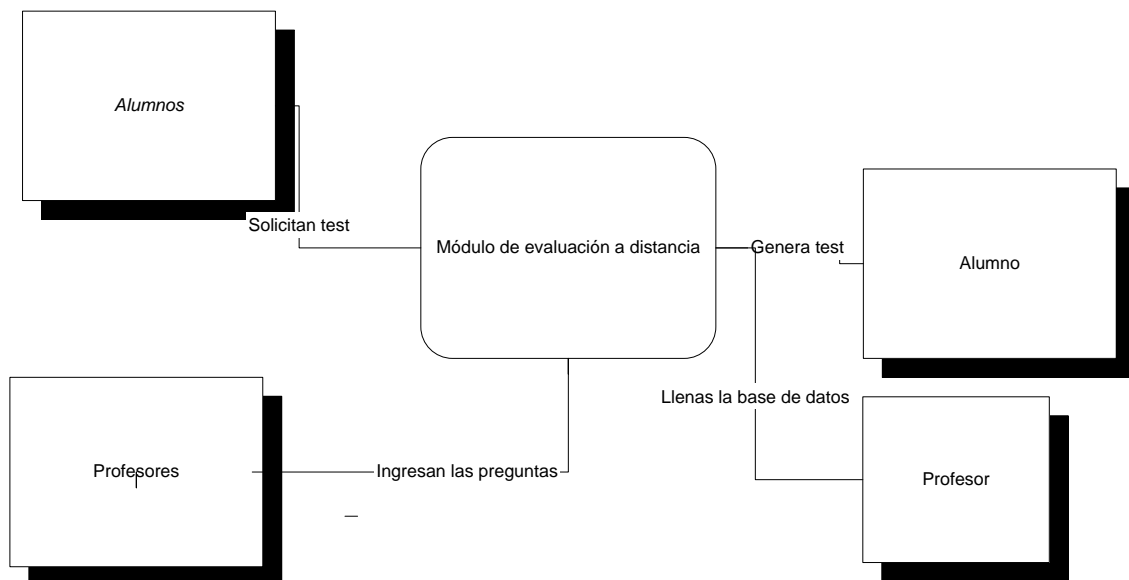 Alumnos
Solicitan test
Módulo de evaluación a distancia
Genera test
Alumno
Llenas la base de datos
Profesores
Ingresan las preguntas
Profesor